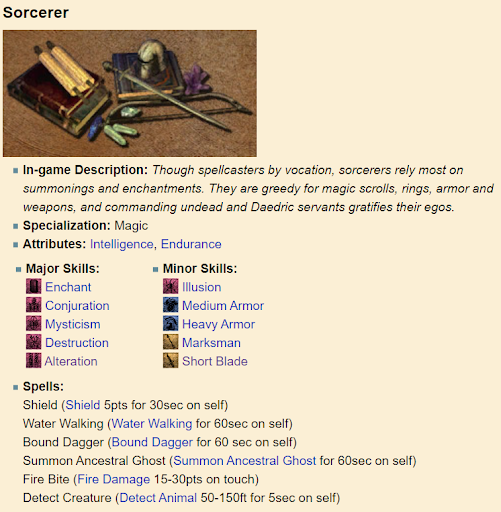 Sorcerer
In-game Description: Though spellcasters by vocation, sorcerers rely most on
summonings and enchantments. They are greedy for magic scrolls, rings, armor and
weapons, and commanding undead and Daedric servants gratifies their egos.
Specialization: Magic
Attributes: Intelligence, Endurance
Major Skills:
Enchant
Conjuration
Mysticism
Destruction
Alteration
Minor Skills:
Illusion
Medium Armor
Heavy Armor
Marksman
Short Blade
Spells:
Shield (Shield 5pts for 30sec on self)
Water Walking (Water Walking for 60sec on self)
Bound Dagger (Bound Dagger for 60 sec on self)
Summon Ancestral Ghost (Summon Ancestral Ghost for 60sec on self)
Fire Bite (Fire Damage 15-30pts on touch)
Detect Creature (Detect Animal 50-150ft for 5sec on self)